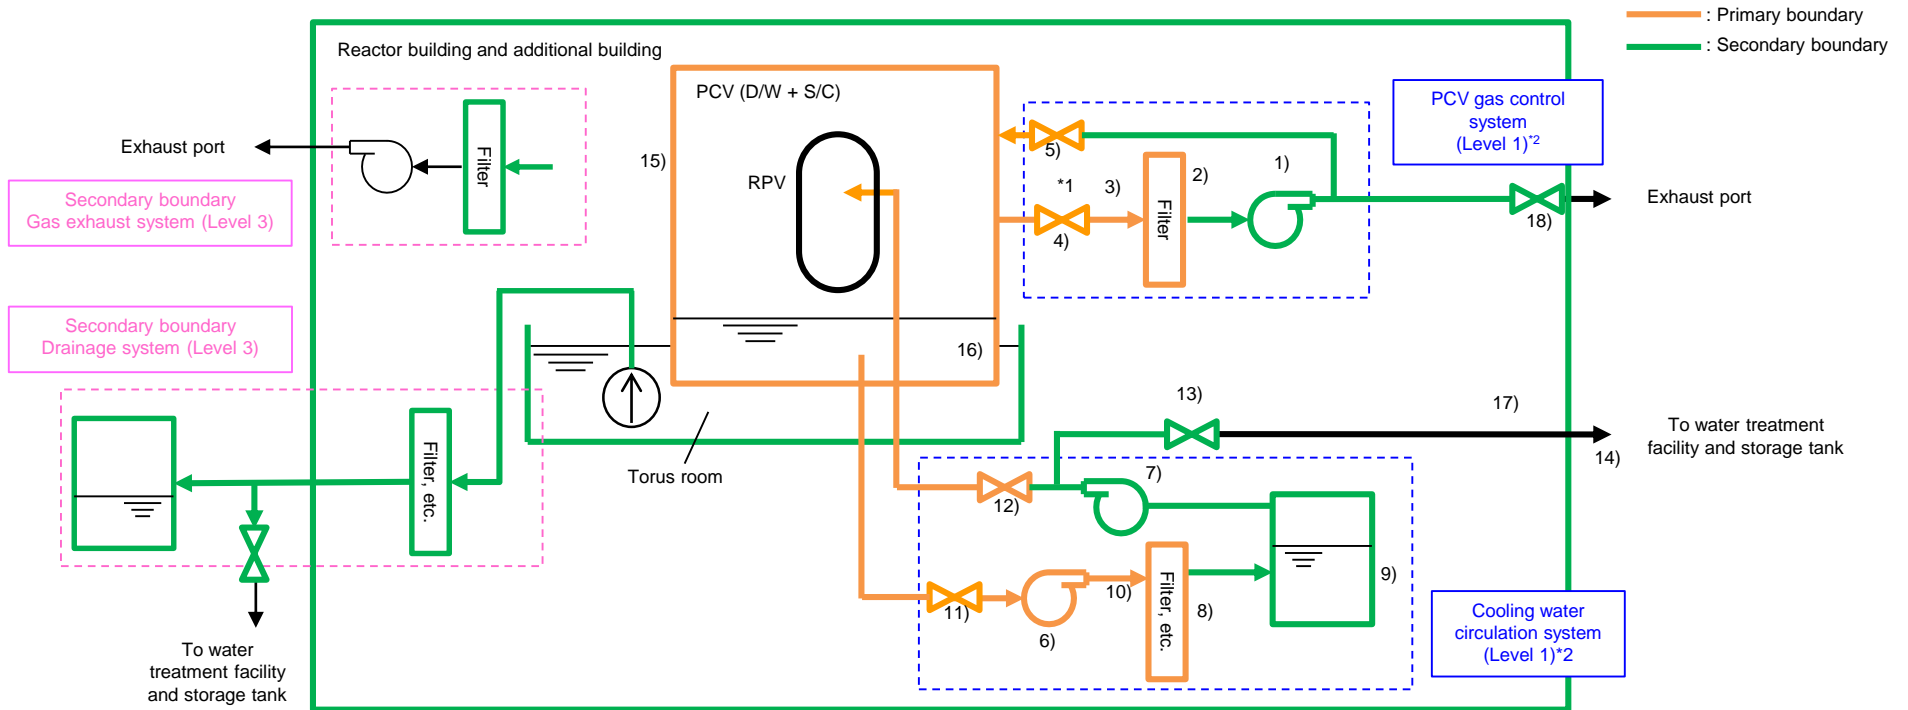 : Primary boundary
: Secondary boundary
Reactor building and additional building
PCV (D/W + S/C)
PCV gas control
system
(Level 1)*2
Exhaust port
Filter
15)
RPV
5)
*1
3)
2)
1)
4)
Filter
18)
Exhaust port
Secondary boundary
Gas exhaust system (Level 3)
Secondary boundary
Drainage system (Level 3)
16)
Torus room
Filter, etc.
13)
17)
14)
To water treatment
facility and storage tank
7)
12)
11)
6)
10)
Filter, etc.
8)
9)
Cooling water
circulation system
(Level 1)*2
To water
treatment facility
and storage tank